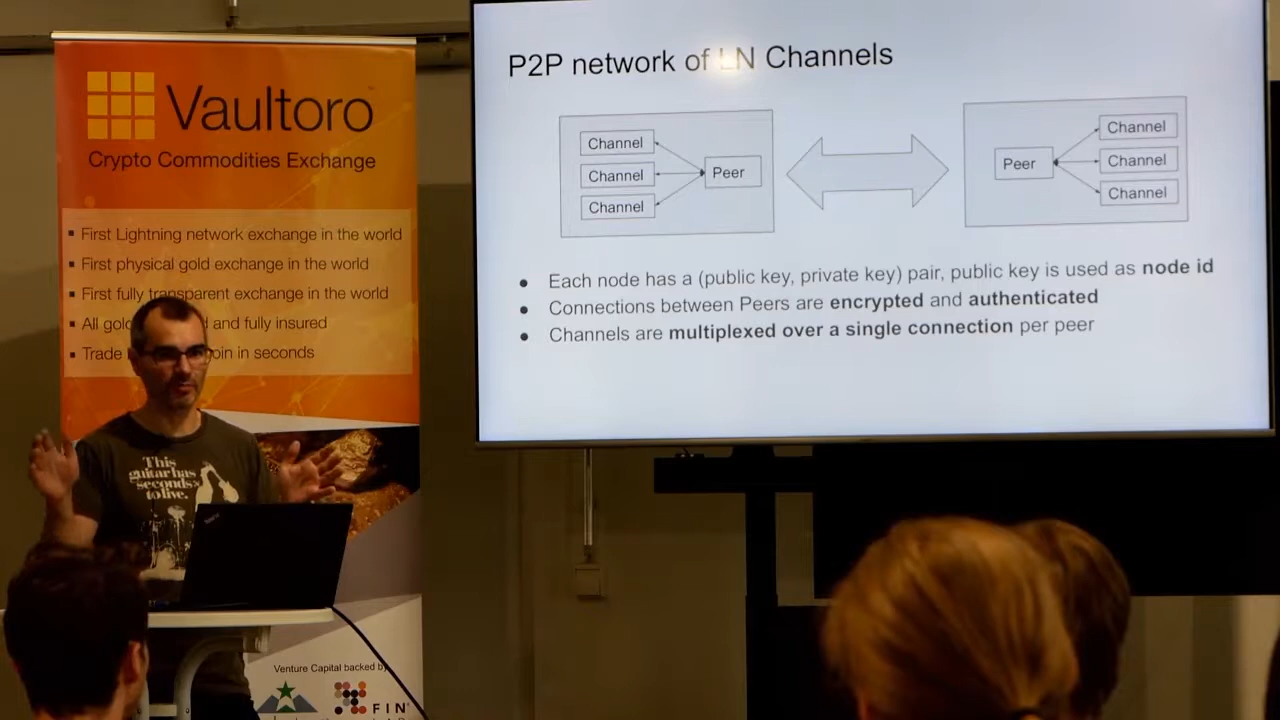 Vaultoro
Crypto Commodities Exchange
▪ First Lightning network exchange in the world
▪ First physical gold exchange in the world
▪ First fully transparent exchange in the world
▪ All and fully insured
▪ Trade in seconds
This
guitar has
seconds
to live.
Venture Capital backed
FIN
P2P network of LN Channels
Channel
Channel
Channel
Peer
Peer
Channel
Channel
Channel
● Each node has a (public key, private key) pair, public key is used as node id
● Connections between Peers are encrypted and authenticated
● Channels are multiplexed over a single connection per peer